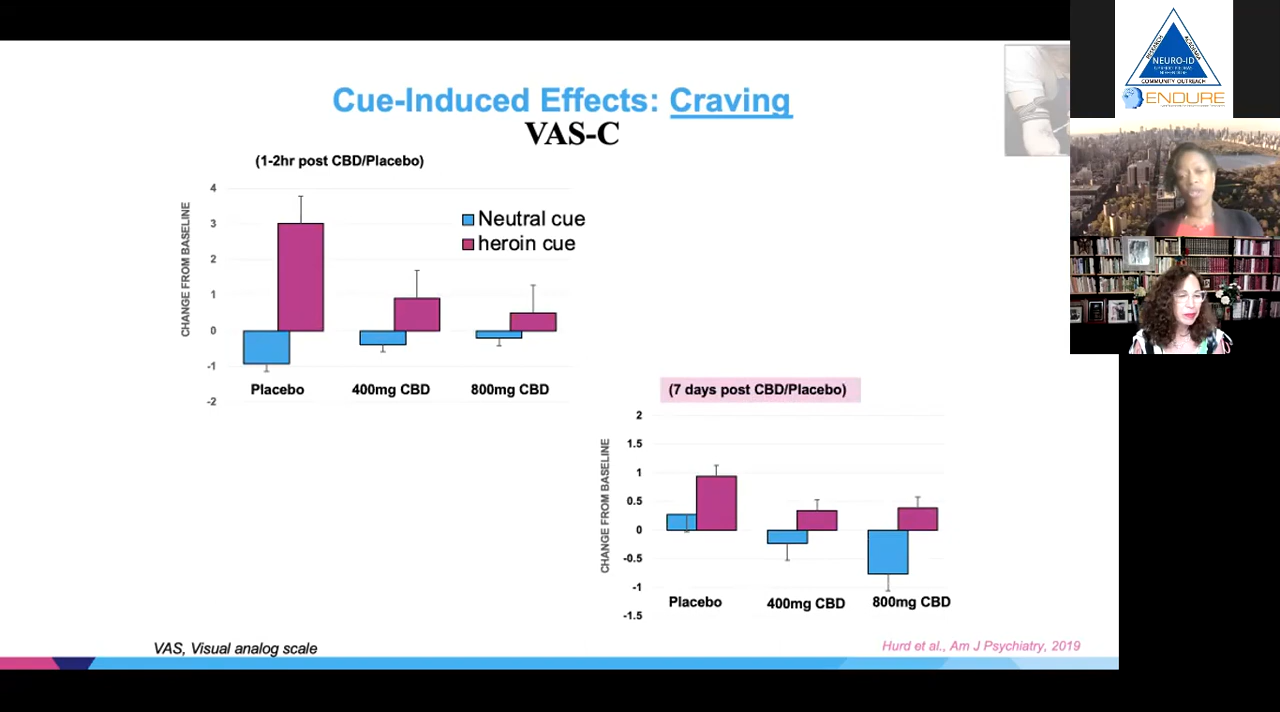 Cue-Induced Effects: Craving
VAS-C
(1-2hr post CBD/Placebo)
CHANGE FROM BASELINE
4
3
2
1
0
-1
-2
Neutral cue
heroin cue
Placebo
400mg CBD
800mg CBD
(7 days post CBD/Placebo)
CHANGE FROM BASELINE
2
1.5
1
0.5
0
-0.5
-1
-1.5
Placebo
400mg CBD
800mg CBD
VAS, Visual analog scale
Hurd et al., Am J Psychiatry, 2019
RESEARCH
ACADEMIA
NEURO-ID
COMMUNITY OUTREACH
ENDURE